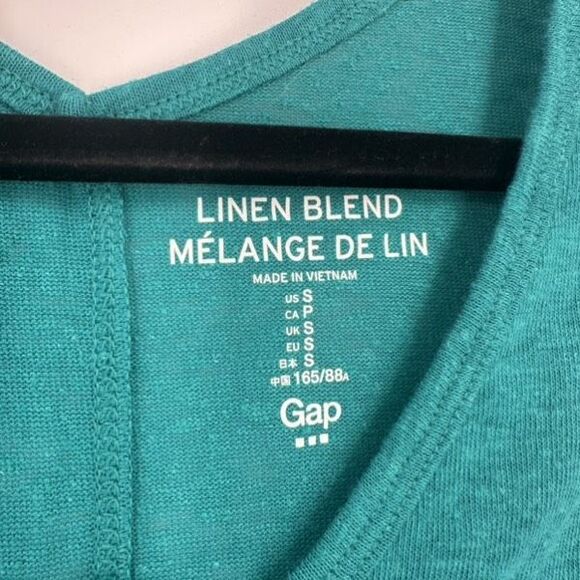 LINEN BLEND
MÉLANGE DE LIN
MADE IN VIETNAM
US S
CA P
UK S
EU S
日本 S
中国 165/88A
Gap